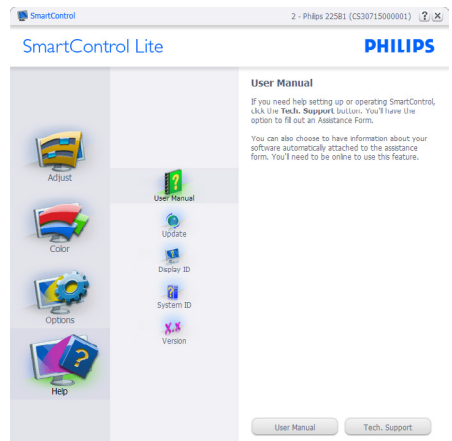 SmartControl
2 - Philips 225B1 (CS30715000001) ? X
SmartControl Lite
PHILIPS
Adjust
Color
Options
Help
User Manual
Update
Display ID
System ID
X.X
Version
User Manual
If you need help setting up or operating SmartControl,
click the Tech. Support button. You'll have the
option to fill out an Assistance Form.
You can also choose to have information about your
software automatically attached to the assistance
form. You'll need to be online to use this feature.
User Manual
Tech. Support